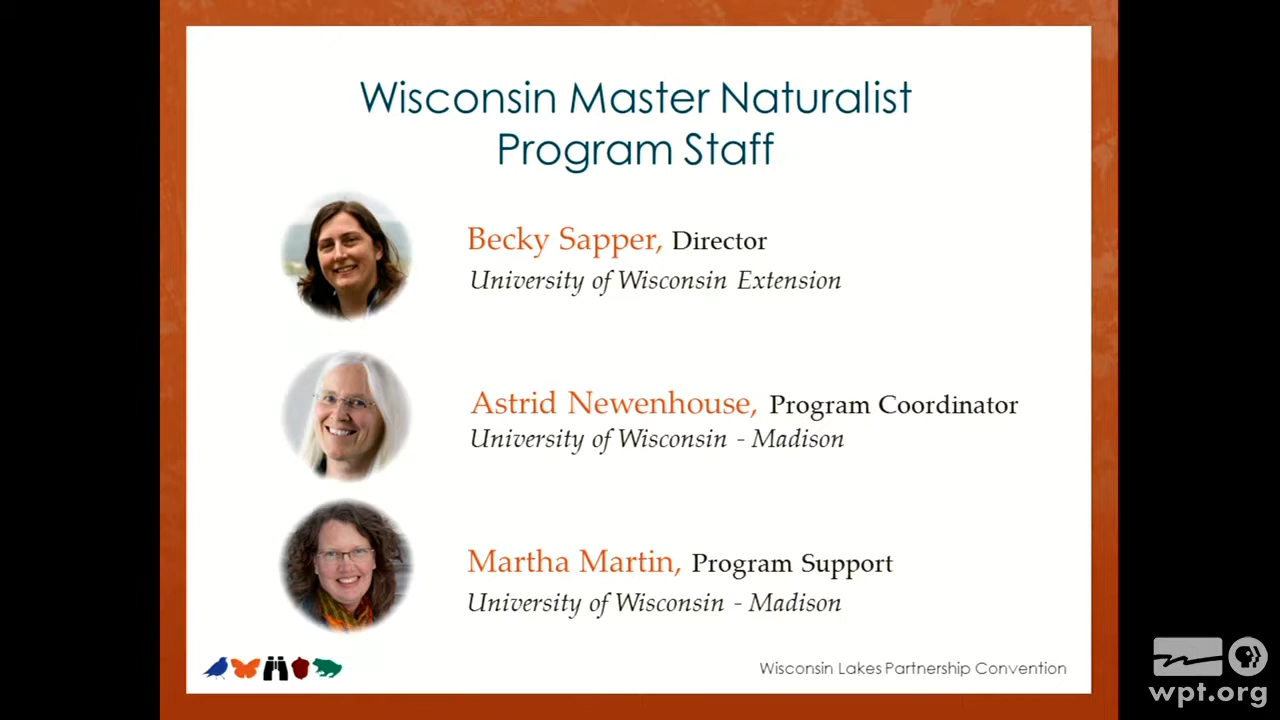 Wisconsin Master Naturalist
Program Staff
Becky Sapper, Director
University of Wisconsin Extension
Astrid Newenhouse, Program Coordinator
University of Wisconsin - Madison
Martha Martin, Program Support
University of Wisconsin - Madison
Wisconsin Lakes Partnership Convention
wpt.org